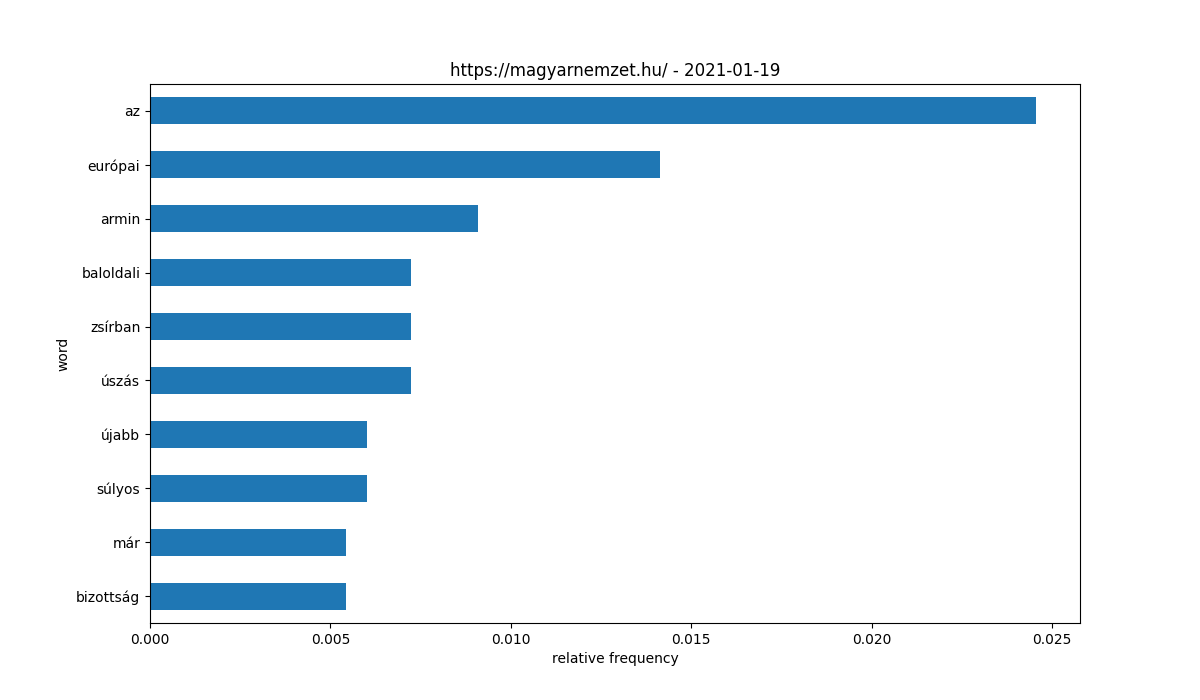 https://magyarnemzet.hu/ - 2021-01-19
az
európai
armin
baloldali
zsírban
úszás
újabb
súlyos
már
bizottság
word
0.000 0.005 0.010 0.015 0.020 0.025
relative frequency